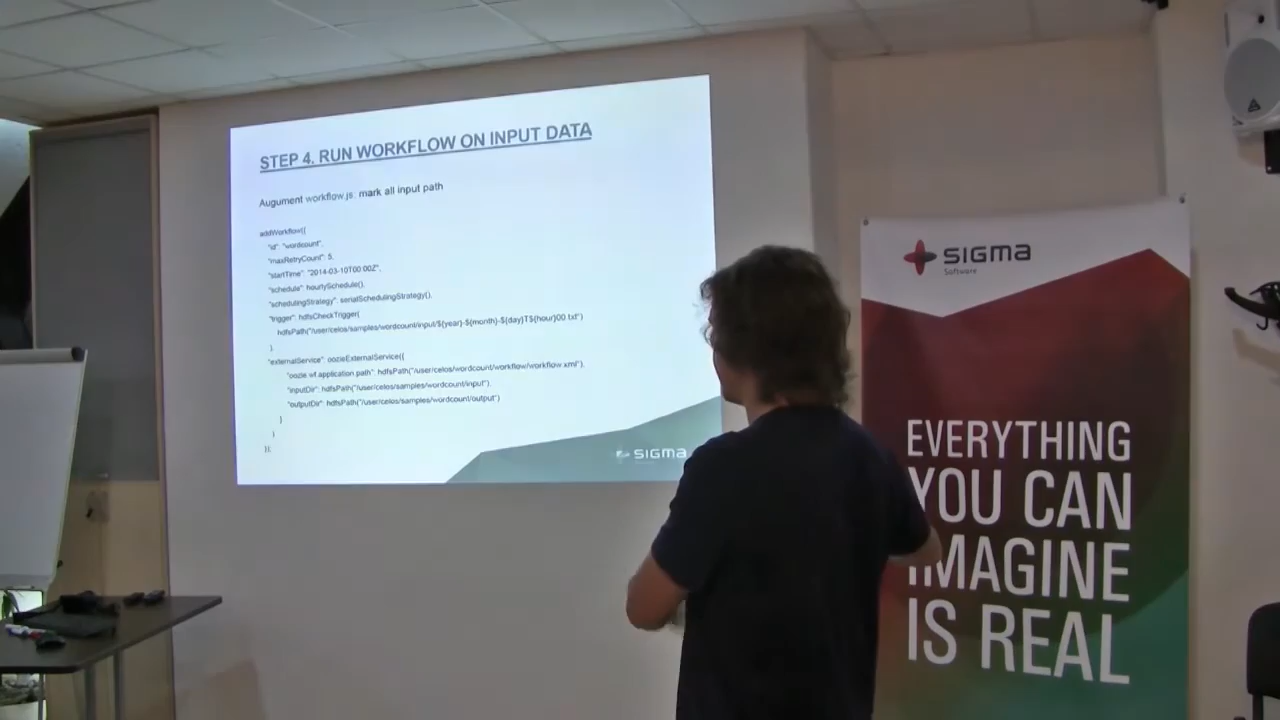 STEP 4. RUN WORKFLOW ON INPUT DATA
Augument workflow.js: mark all input path
addWorkflow({
"id": "wordcount",
"maxRetryCount": 5,
"startTime": "2014-03-10T00:00Z",
"schedule": hourlySchedule(),
"schedulingStrategy": serialSchedulingStrategy(),
"trigger": hdfsCheckTrigger(
hdfsPath("/user/celos/samples/wordcount/input/${year}-${month}-${day}T${hour}00.txt")
),
"externalService": oozieExternalService({
"oozie.wf.application.path": hdfsPath("/user/celos/wordcount/workflow/workflow.xml"),
"inputDir": hdfsPath("/user/celos/samples/wordcount/input"),
"outputDir": hdfsPath("/user/celos/samples/wordcount/output")
}
)
});
SIGMA
SIGMA
Software
EVERYTHING
YOU CAN
IMAGINE
IS REAL